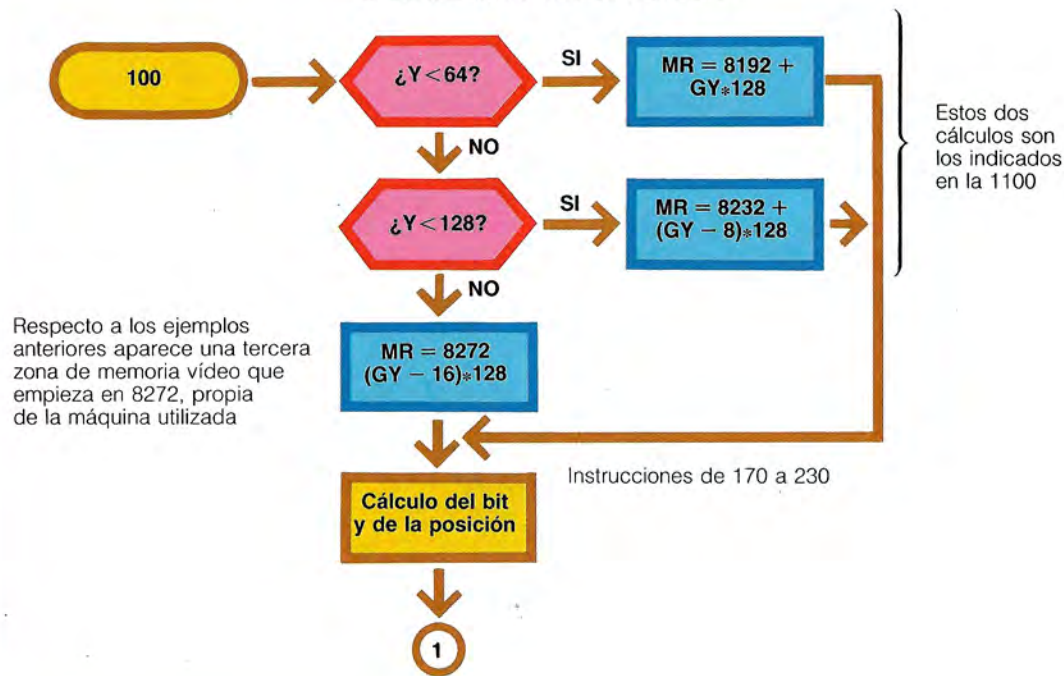 100
¿Y<64?
SI
MR = 8192 +
GY*128
NO
Estos dos
cálculos son
los indicados
en la 1100
¿Y<128?
SI
MR = 8232 +
(GY − 8)*128
NO
Respecto a los ejemplos
anteriores aparece una tercera
zona de memoria vídeo que
empieza en 8272, propia
de la máquina utilizada
MR = 8272
(GY − 16)*128
Instrucciones de 170 a 230
Cálculo del bit
y de la posición
1